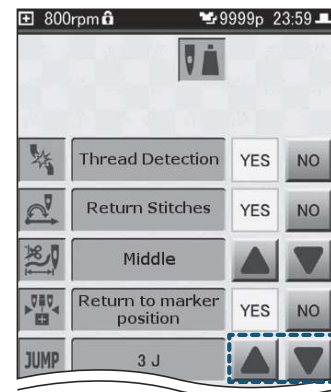 800rpm 9999p 23:59
Thread Detection YES NO
Return Stitches YES NO
Middle
Return to marker
position YES NO
JUMP 3 J